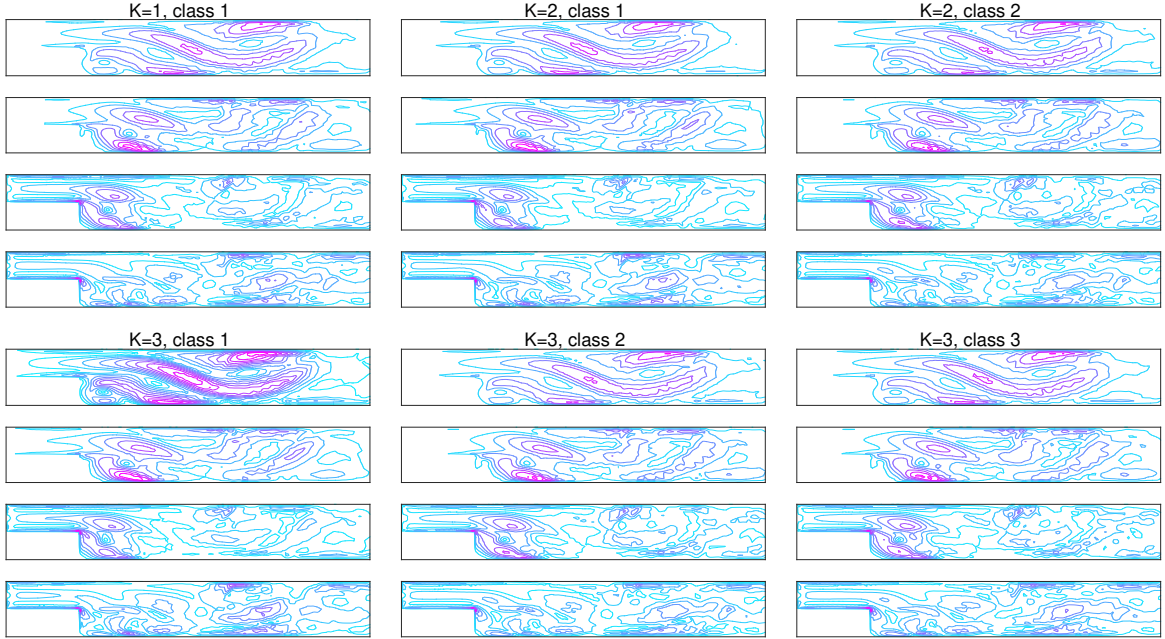 K=1, class 1
K=2, class 1
K=2, class 2
K=3, class 1
K=3, class 2
K=3, class 3